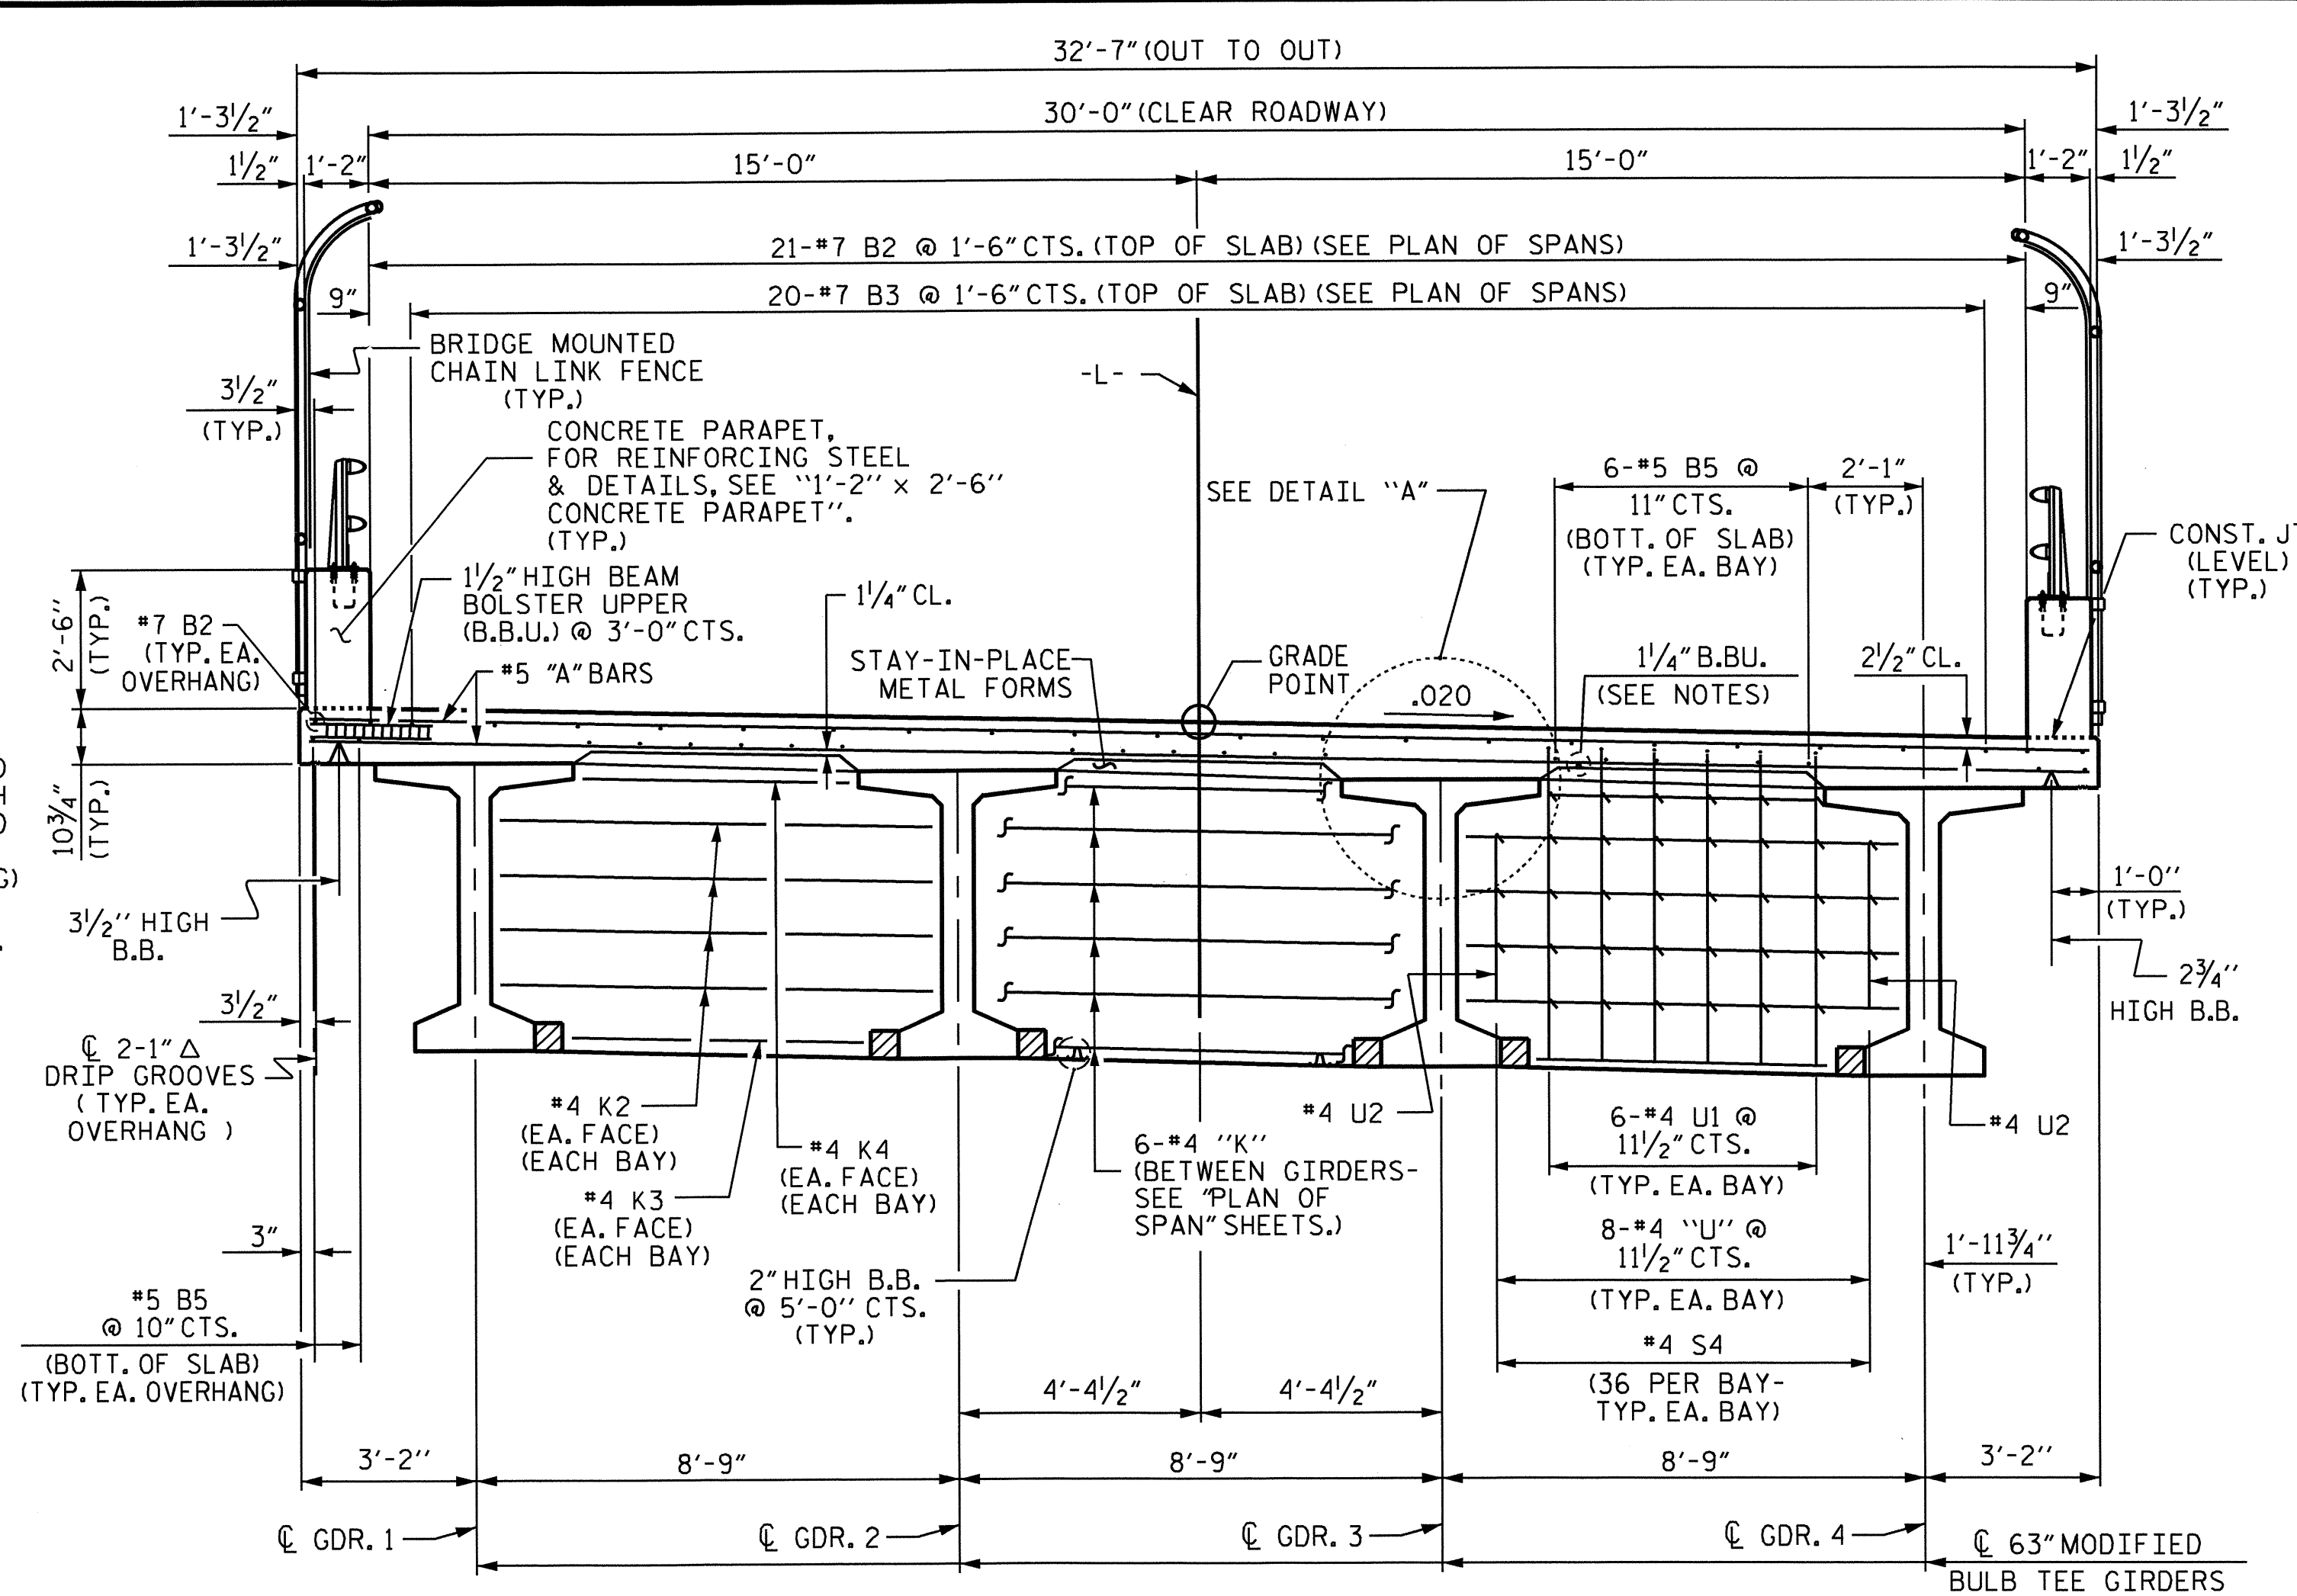 32'-7" (OUT TO OUT)
1'-3½"
30'-0" (CLEAR ROADWAY)
1'-3½"
1½"
1'-2"
15'-0"
15'-0"
1'-2"
1½"
1'-3½"
21-#7 B2 @ 1'-6" CTS. (TOP OF SLAB) (SEE PLAN OF SPANS)
1'-3½"
9"
20-#7 B3 @ 1'-6" CTS. (TOP OF SLAB) (SEE PLAN OF SPANS)
9"
BRIDGE MOUNTED
CHAIN LINK FENCE
(TYP.)
-L-
3½"
(TYP.)
CONCRETE PARAPET,
FOR REINFORCING STEEL
& DETAILS, SEE "1'-2" x 2'-6"
CONCRETE PARAPET".
(TYP.)
SEE DETAIL "A"
6-#5 B5 @
11" CTS.
(BOTT. OF SLAB)
(TYP. EA. BAY)
2'-1"
(TYP.)
CONST. JT
(LEVEL)
(TYP.)
1½" HIGH BEAM
BOLSTER UPPER
(B.B.U.) @ 3'-0" CTS.
1¼" CL.
2'-6"
(TYP.)
#7 B2
(TYP. EA.
OVERHANG)
#5 "A" BARS
STAY-IN-PLACE
METAL FORMS
GRADE
POINT
.020
1¼" B.BU.
(SEE NOTES)
2½" CL.
10¾"
(TYP.)
3½" HIGH
B.B.
1'-0"
(TYP.)
2¾"
HIGH B.B.
3½"
℄ 2-1" △
DRIP GROOVES
( TYP. EA.
OVERHANG )
#4 K2
(EA. FACE)
(EACH BAY)
#4 K3
(EA. FACE)
(EACH BAY)
#4 K4
(EA. FACE)
(EACH BAY)
6-#4 "K"
(BETWEEN GIRDERS-
SEE "PLAN OF
SPAN" SHEETS.)
#4 U2
6-#4 U1 @
11½" CTS.
(TYP. EA. BAY)
#4 U2
8-#4 "U" @
11½" CTS.
(TYP. EA. BAY)
1'-11¾"
(TYP.)
3"
2" HIGH B.B.
@ 5'-0" CTS.
(TYP.)
#5 B5
@ 10" CTS.
(BOTT. OF SLAB)
(TYP. EA. OVERHANG)
#4 S4
(36 PER BAY-
TYP. EA. BAY)
4'-4½"
4'-4½"
3'-2"
8'-9"
8'-9"
8'-9"
3'-2"
℄ GDR. 1
℄ GDR. 2
℄ GDR. 3
℄ GDR. 4
℄ 63" MODIFIED
BULB TEE GIRDERS